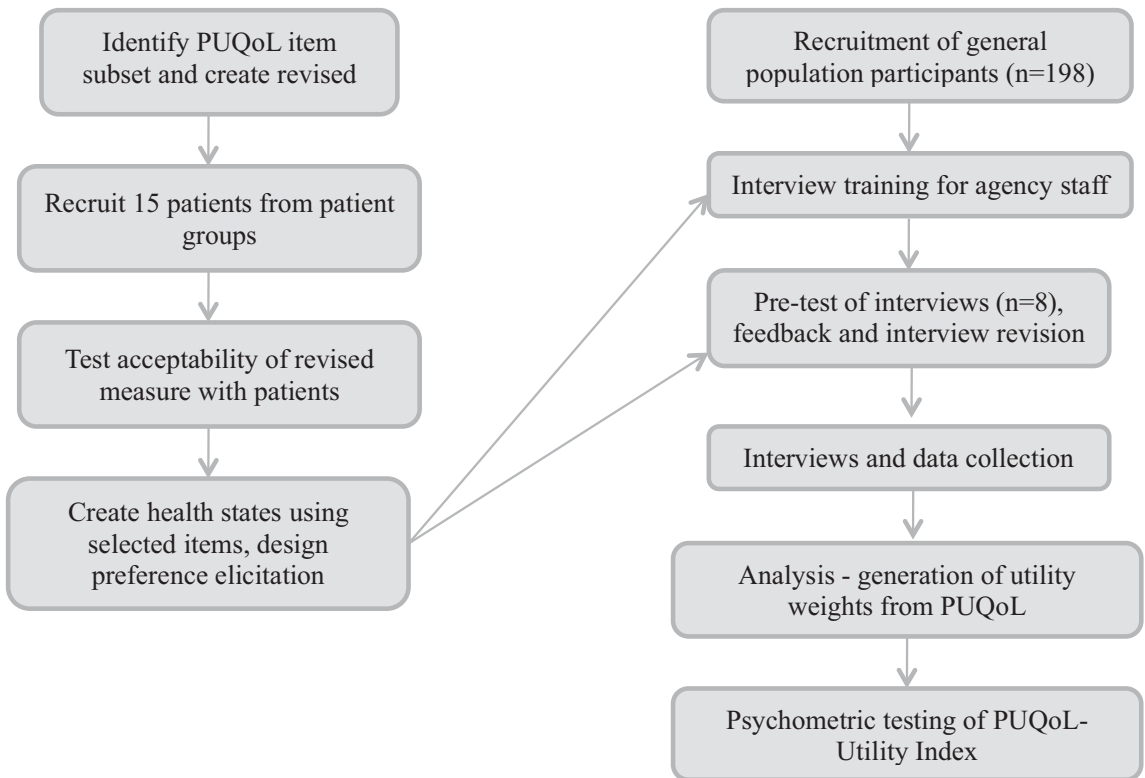 Identify PUQoL item
subset and create revised
Recruit 15 patients from patient
groups
Test acceptability of revised
measure with patients
Create health states using
selected items, design
preference elicitation
Recruitment of general
population participants (n=198)
Interview training for agency staff
Pre-test of interviews (n=8),
feedback and interview revision
Interviews and data collection
Analysis - generation of utility
weights from PUQoL
Psychometric testing of PUQoL-
Utility Index